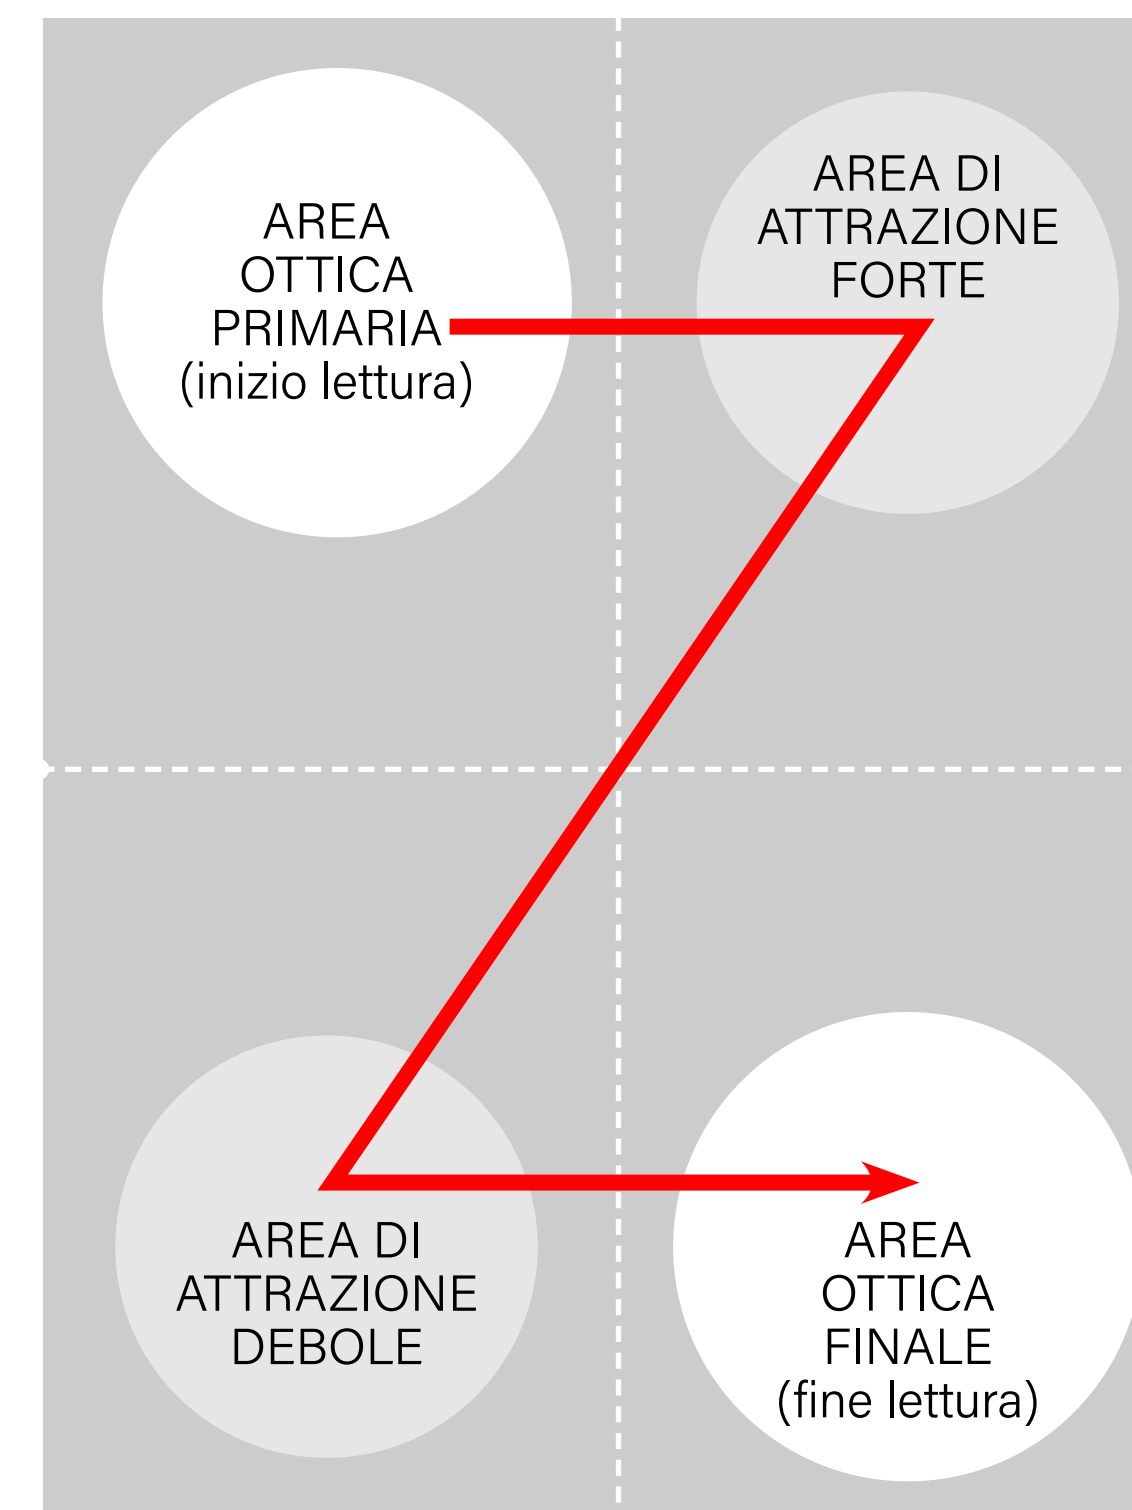 AREA
OTTICA
PRIMARIA
(inizio lettura)
AREA DI
ATTRAZIONE
FORTE
AREA DI
ATTRAZIONE
DEBOLE
AREA
OTTICA
FINALE
(fine lettura)